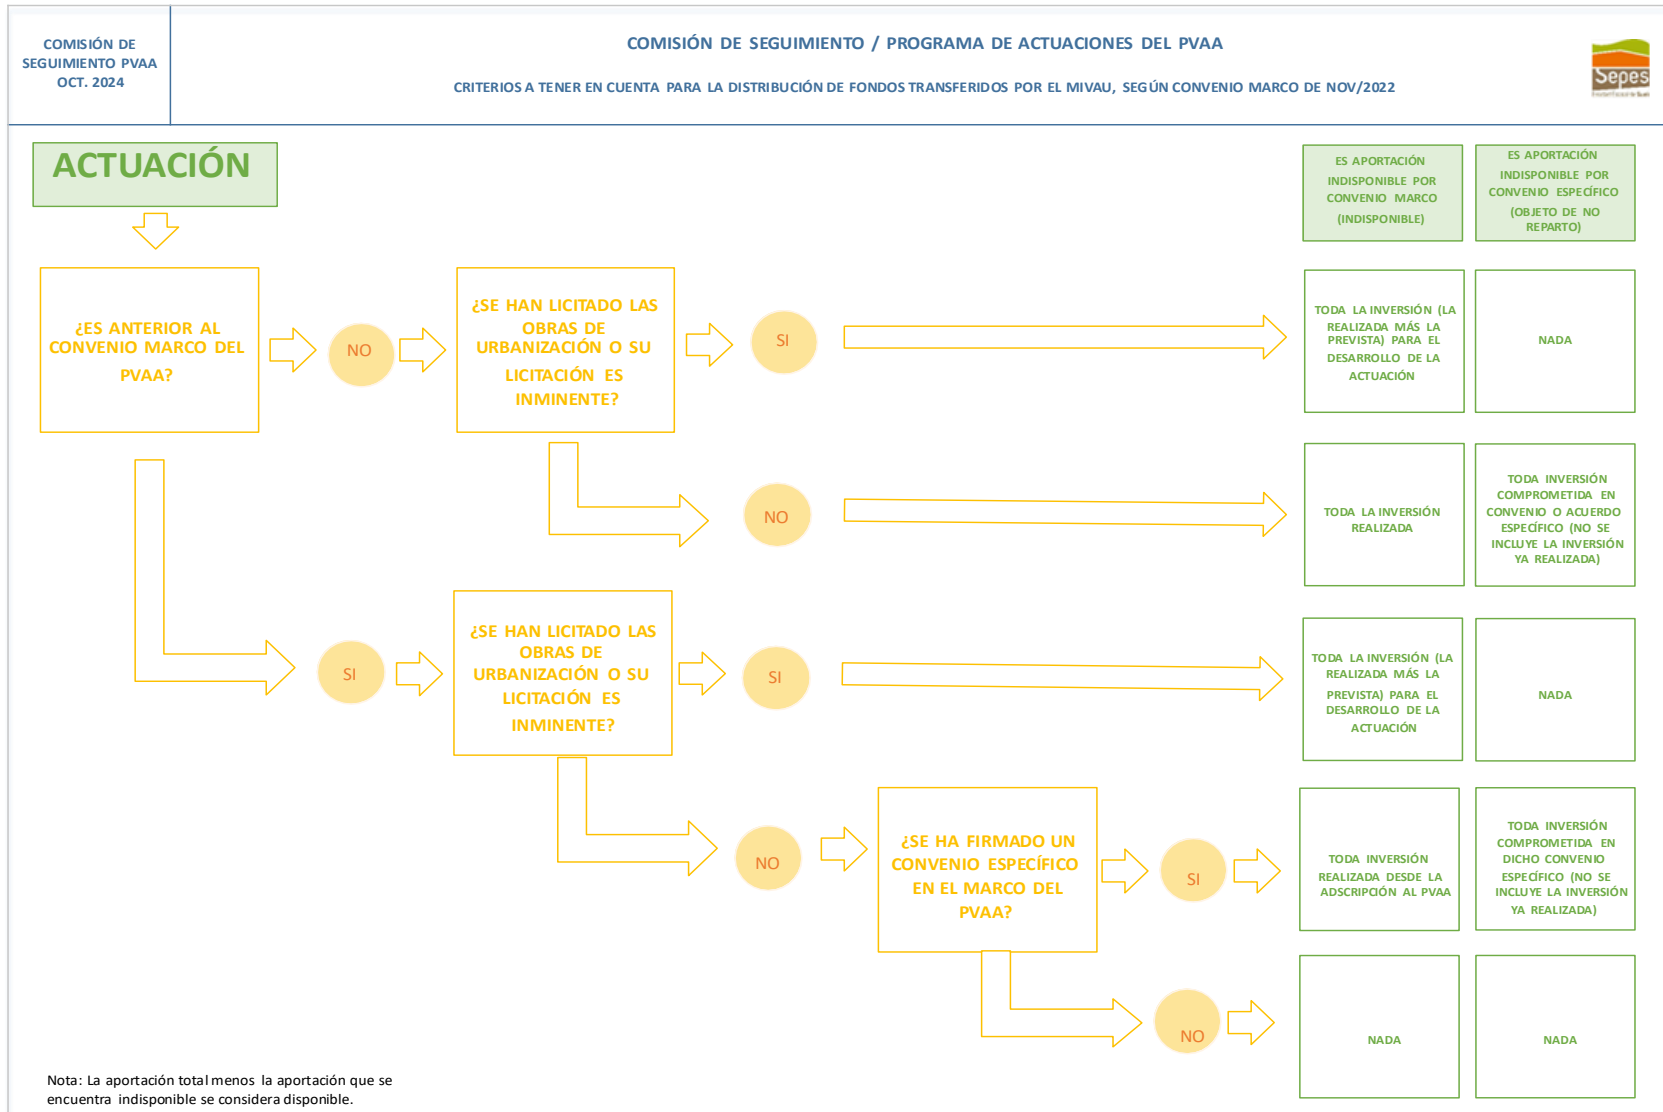 COMISIÓN DE
SEGUIMIENTO PVAA
OCT. 2024
COMISIÓN DE SEGUIMIENTO / PROGRAMA DE ACTUACIONES DEL PVAA
CRITERIOS A TENER EN CUENTA PARA LA DISTRIBUCIÓN DE FONDOS TRANSFERIDOS POR EL MIVAU, SEGÚN CONVENIO MARCO DE NOV/2022
Sepes
ACTUACIÓN
ES APORTACIÓN
INDISPONIBLE POR
CONVENIO MARCO
(INDISPONIBLE)
ES APORTACIÓN
INDISPONIBLE POR
CONVENIO ESPECÍFICO
(OBJETO DE NO
REPARTO)
¿ES ANTERIOR AL
CONVENIO MARCO DEL
PVAA?
NO
¿SE HAN LICITADO LAS
OBRAS DE
URBANIZACIÓN O SU
LICITACIÓN ES
INMINENTE?
SI
TODA LA INVERSIÓN (LA
REALIZADA MÁS LA
PREVISTA) PARA EL
DESARROLLO DE LA
ACTUACIÓN
NADA
NO
TODA LA INVERSIÓN
REALIZADA
TODA INVERSIÓN
COMPROMETIDA EN
CONVENIO O ACUERDO
ESPECÍFICO (NO SE
INCLUYE LA INVERSIÓN
YA REALIZADA)
SI
¿SE HAN LICITADO LAS
OBRAS DE
URBANIZACIÓN O SU
LICITACIÓN ES
INMINENTE?
SI
TODA LA INVERSIÓN (LA
REALIZADA MÁS LA
PREVISTA) PARA EL
DESARROLLO DE LA
ACTUACIÓN
NADA
NO
¿SE HA FIRMADO UN
CONVENIO ESPECÍFICO
EN EL MARCO DEL
PVAA?
SI
TODA INVERSIÓN
REALIZADA DESDE LA
ADSCRIPCIÓN AL PVAA
TODA INVERSIÓN
COMPROMETIDA EN
DICHO CONVENIO
ESPECÍFICO (NO SE
INCLUYE LA INVERSIÓN
YA REALIZADA)
NO
NADA
NADA
Nota: La aportación total menos la aportación que se
encuentra indisponible se considera disponible.